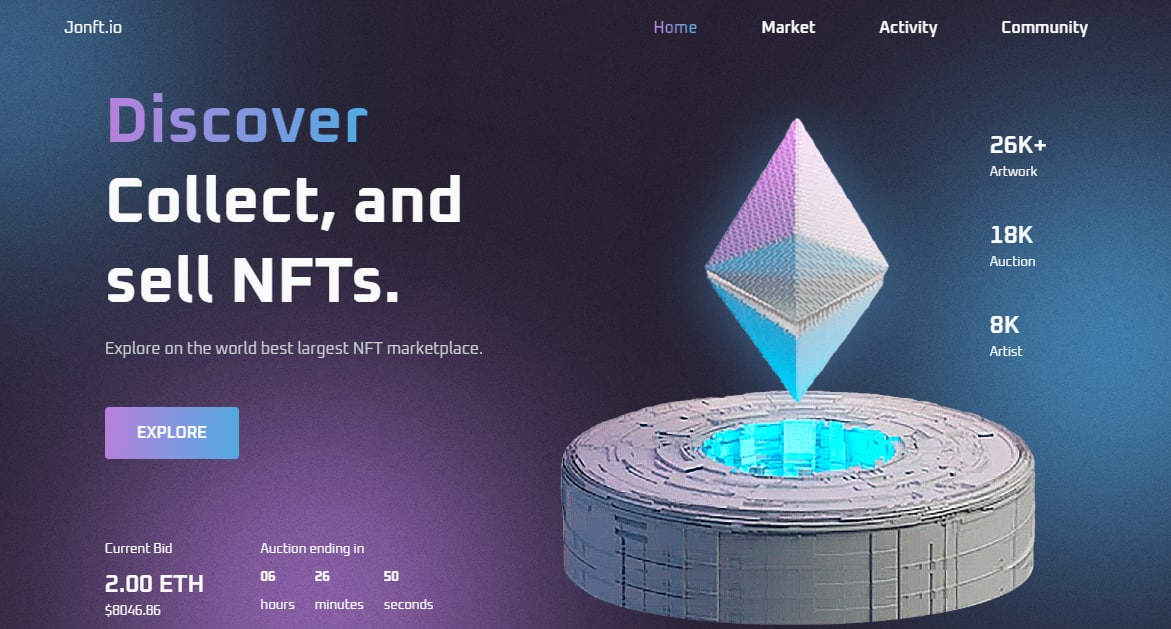 Jonft.io
Home Market Activity Community
Discover
Collect, and
sell NFTs.
Explore on the world best largest NFT marketplace.
EXPLORE
26K+
Artwork
18K
Auction
8K
Artist
Current Bid
2.00 ETH
$8046.86
Auction ending in
06 26 50
hours minutes seconds